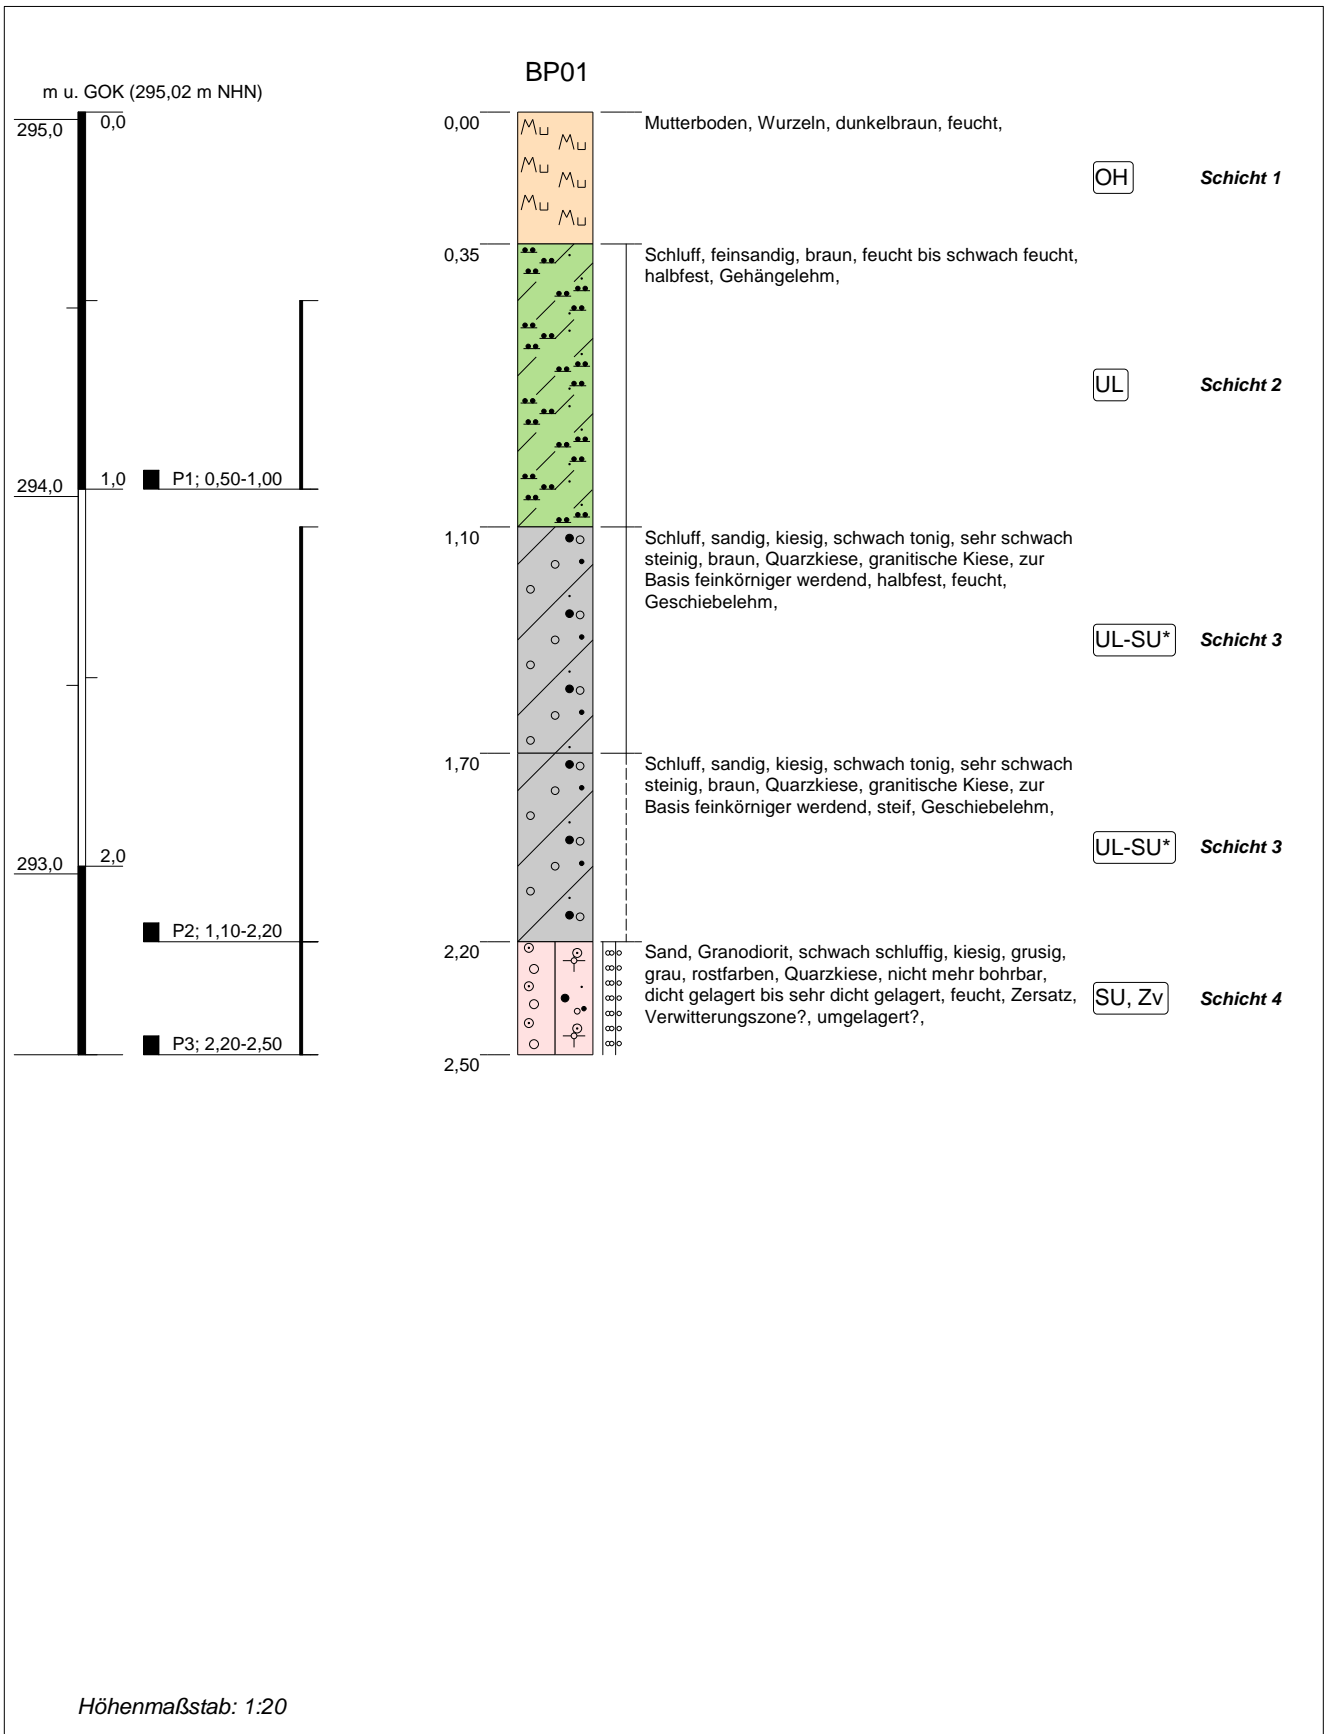 BP01
m u. GOK (295,02 m NHN)
295,0
0,0
0,00
Mutterboden, Wurzeln, dunkelbraun, feucht,
OH
Schicht 1
0,35
Schluff, feinsandig, braun, feucht bis schwach feucht,
halbfest, Gehängelehm,
UL
Schicht 2
294,0
1,0
P1; 0,50-1,00
1,10
Schluff, sandig, kiesig, schwach tonig, sehr schwach
steinig, braun, Quarzkiese, granitische Kiese, zur
Basis feinkörniger werdend, halbfest, feucht,
Geschiebelehm,
UL-SU*
Schicht 3
1,70
Schluff, sandig, kiesig, schwach tonig, sehr schwach
steinig, braun, Quarzkiese, granitische Kiese, zur
Basis feinkörniger werdend, steif, Geschiebelehm,
UL-SU*
Schicht 3
293,0
2,0
P2; 1,10-2,20
2,20
Sand, Granodiorit, schwach schluffig, kiesig, grusig,
grau, rostfarben, Quarzkiese, nicht mehr bohrbar,
dicht gelagert bis sehr dicht gelagert, feucht, Zersatz,
Verwitterungszone?, umgelagert?,
SU, Zv
Schicht 4
P3; 2,20-2,50
2,50
Höhenmaßstab: 1:20